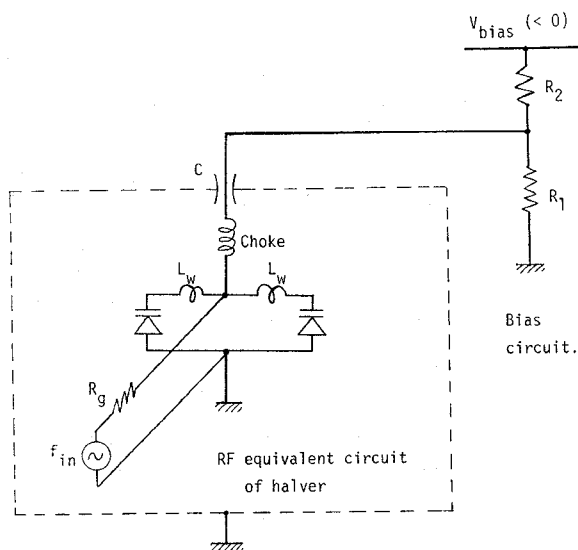 V_bias (< 0)
R_2
C
R_1
Choke
L_w L_w
Bias
circuit.
R_g
f_in
RF equivalent circuit
of halver